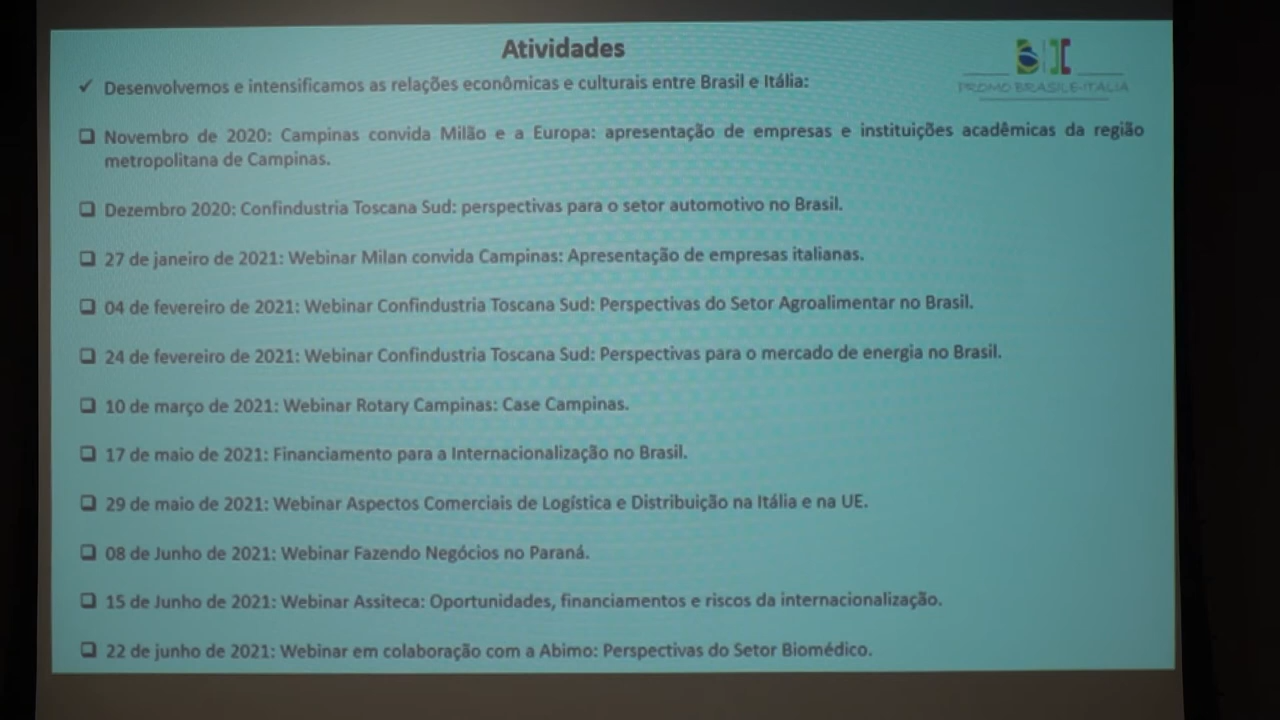 Atividades
PROMO BRASILE-ITALIA
✓ Desenvolvemos e intensificamos as relações econômicas e culturais entre Brasil e Itália:
❑ Novembro de 2020: Campinas convida Milão e a Europa: apresentação de empresas e instituições acadêmicas da região
metropolitana de Campinas.
❑ Dezembro 2020: Confindustria Toscana Sud: perspectivas para o setor automotivo no Brasil.
❑ 27 de janeiro de 2021: Webinar Milan convida Campinas: Apresentação de empresas italianas.
❑ 04 de fevereiro de 2021: Webinar Confindustria Toscana Sud: Perspectivas do Setor Agroalimentar no Brasil.
❑ 24 de fevereiro de 2021: Webinar Confindustria Toscana Sud: Perspectivas para o mercado de energia no Brasil.
❑ 10 de março de 2021: Webinar Rotary Campinas: Case Campinas.
❑ 17 de maio de 2021: Financiamento para a Internacionalização no Brasil.
❑ 29 de maio de 2021: Webinar Aspectos Comerciais de Logística e Distribuição na Itália e na UE.
❑ 08 de Junho de 2021: Webinar Fazendo Negócios no Paraná.
❑ 15 de Junho de 2021: Webinar Assiteca: Oportunidades, financiamentos e riscos da internacionalização.
❑ 22 de junho de 2021: Webinar em colaboração com a Abimo: Perspectivas do Setor Biomédico.